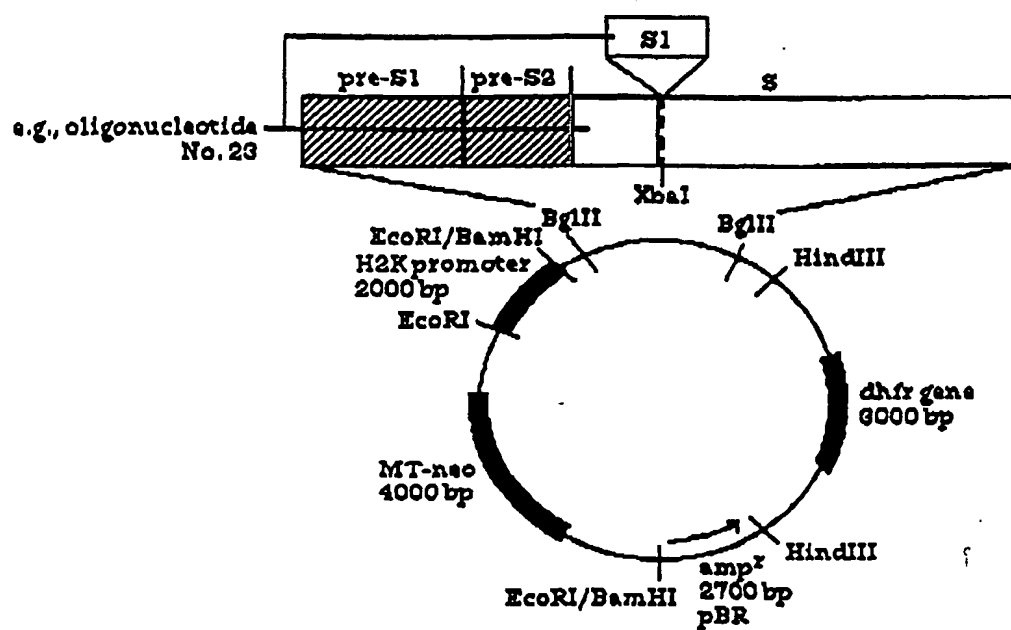 S1
pre-S1
pre-S2
S
e.g., oligonucleotide
No. 23
XbaI
BglII
BglII
EcoRI/BamHI
H2K promoter
2000 bp
HindIII
EcoRI
dhfr gene
3000 bp
MT-neo
4000 bp
HindIII
ampr
2700 bp
pBR
EcoRI/BamHI